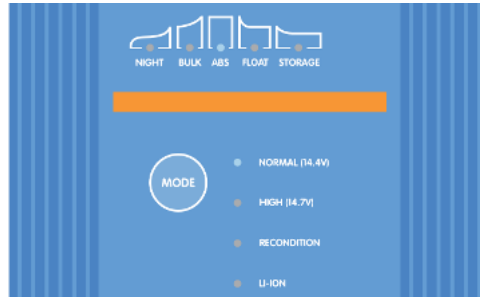 NIGHT BULK ABS FLOAT STORAGE
MODE
NORMAL (14.4V)
HIGH (14.7V)
RECONDITION
LI-ION